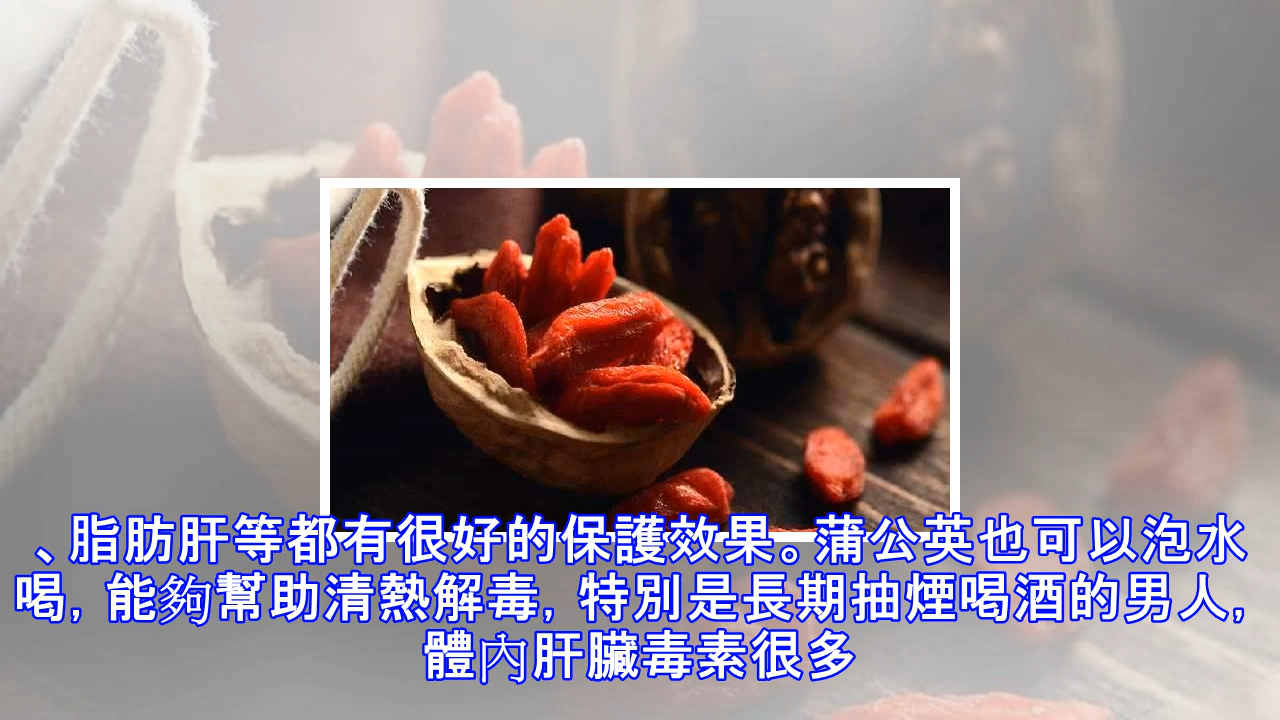 、脂肪肝等都有很好的保護效果。蒲公英也可以泡水
喝, 能夠幫助清熱解毒, 特別是長期抽煙喝酒的男人,
體內肝臟毒素很多